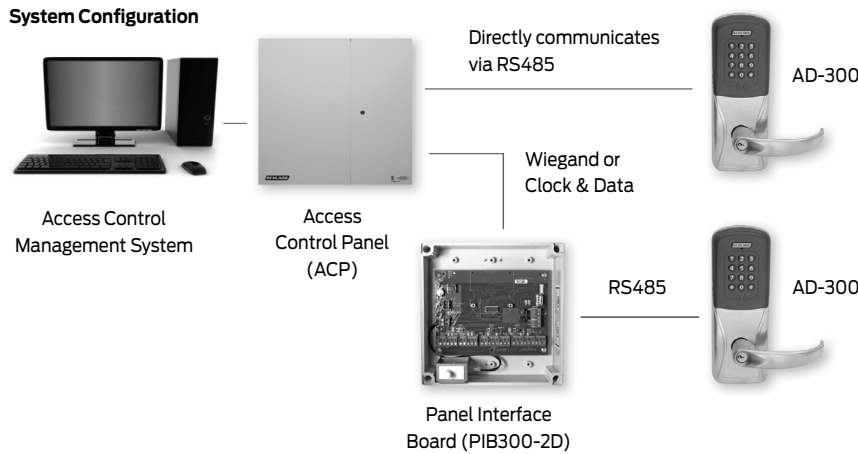 System Configuration
Directly communicates
via RS485
AD-300
Wiegand or
Clock & Data
Access Control
Management System
Access
Control Panel
(ACP)
RS485
AD-300
Panel Interface
Board (PIB300-2D)